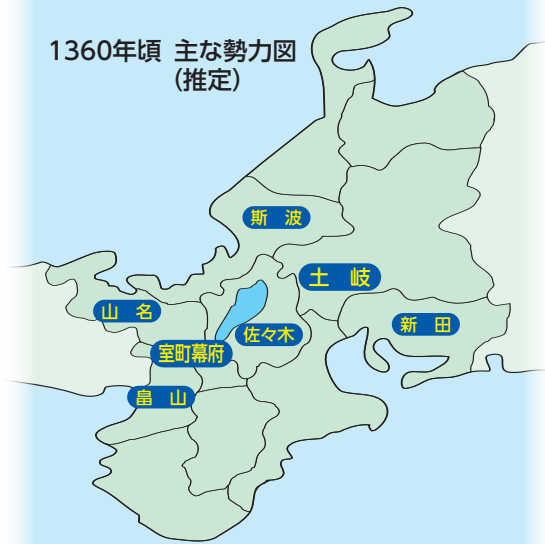 1360年頃 主な勢力図
(推定)
斯 波
土 岐
山 名
新 田
佐々木
室町幕府
畠 山